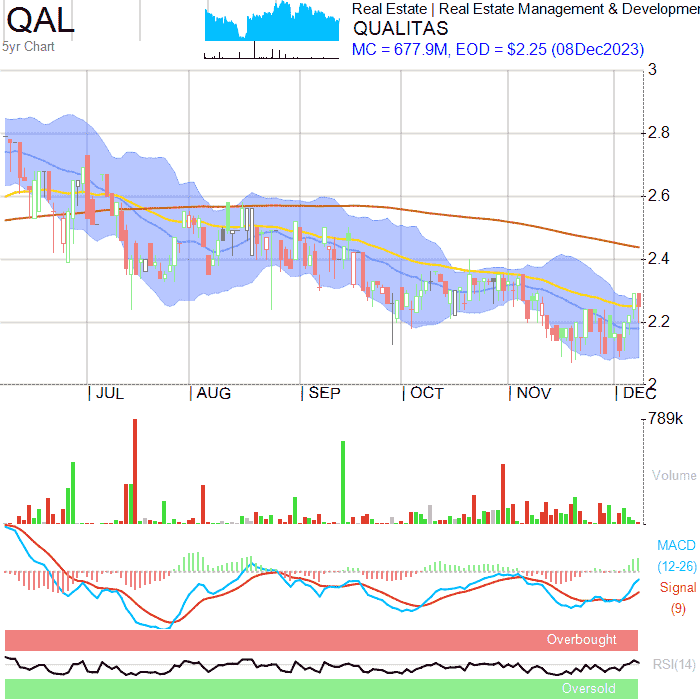 QAL
5yr Chart
Real Estate | Real Estate Management & Developmen
QUALITAS
MC = 677.9M, EOD = $2.25 (08Dec2023)
3
2.8
2.6
2.4
2.2
2
| JUL | AUG | SEP | OCT | NOV | DEC
789k
Volume
MACD
(12-26)
Signal
(9)
Overbought
RSI(14)
Oversold